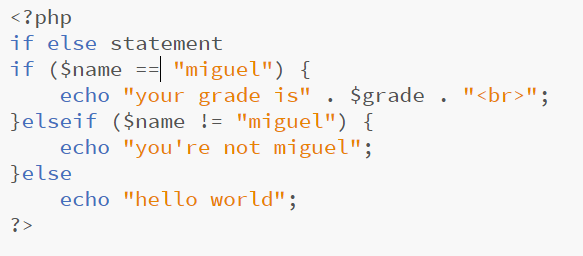 <?php
if else statement
if ($name == "miguel") {
    echo "your grade is" . $grade . "<br>";
}elseif ($name != "miguel") {
    echo "you're not miguel";
}else
    echo "hello world";
?>